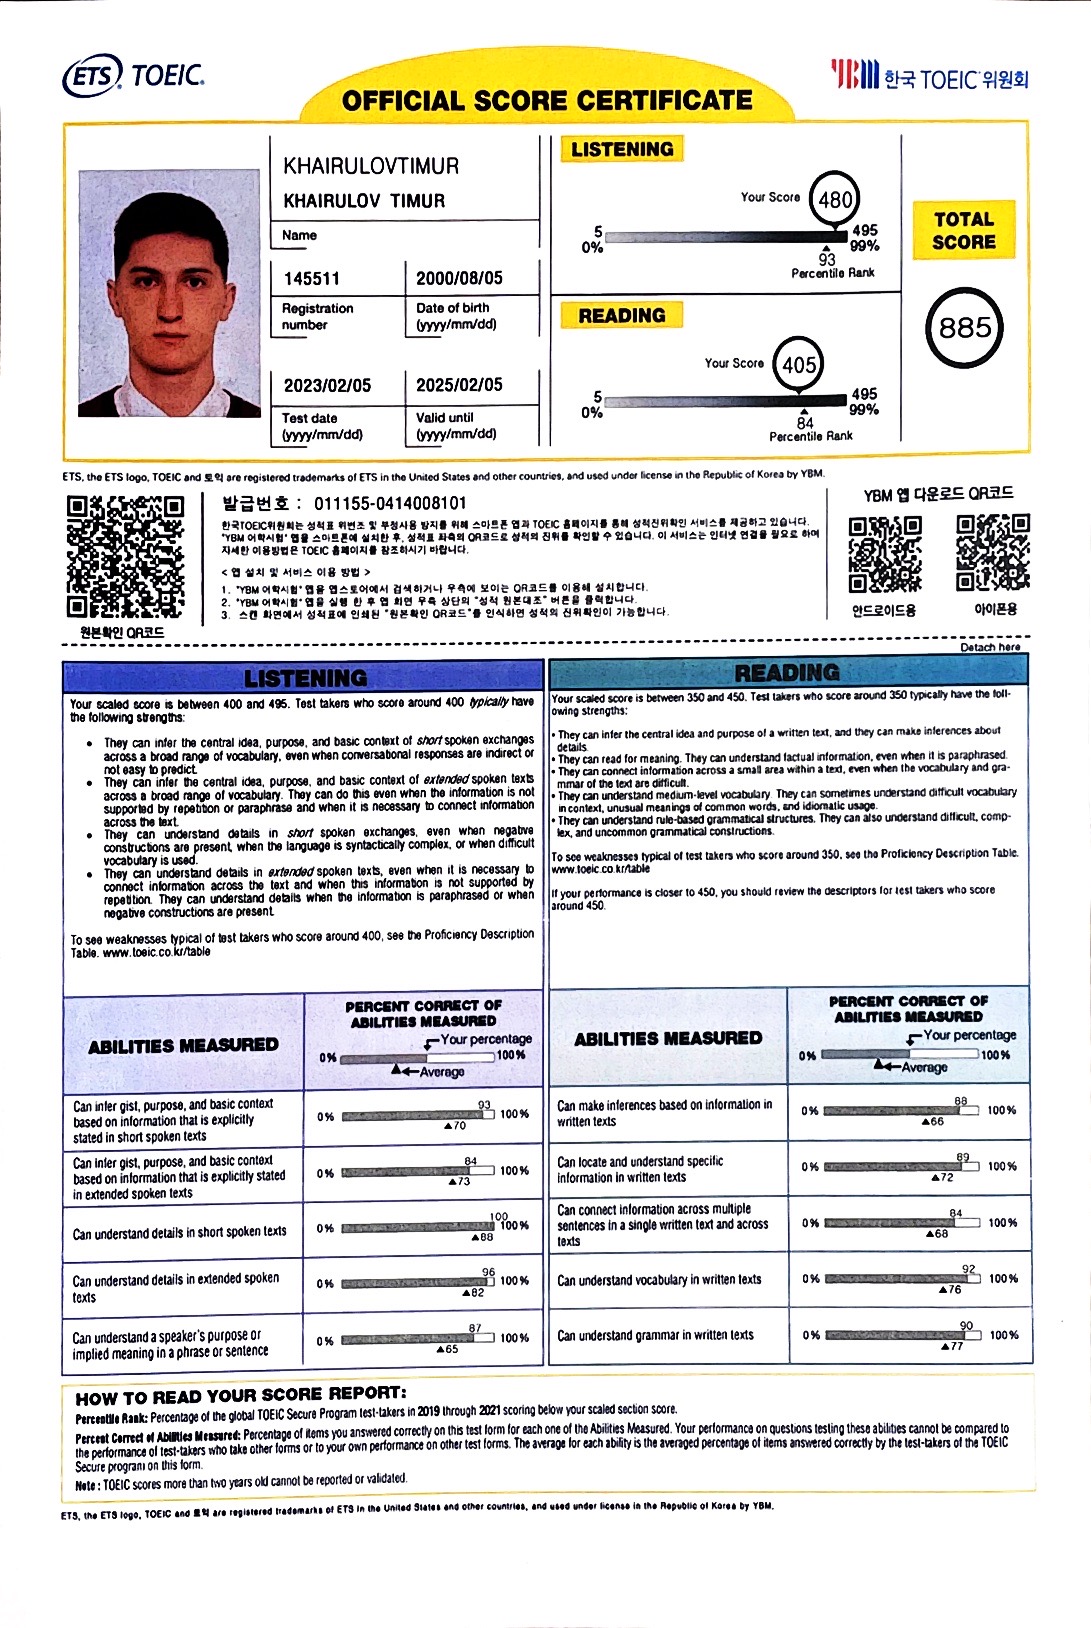 ETS TOEIC.
YBM 한국 TOEIC 위원회
OFFICIAL SCORE CERTIFICATE
KHAIRULOVTIMUR
KHAIRULOV TIMUR
Name
145511
2000/08/05
Registration
number
Date of birth
(yyyy/mm/dd)
2023/02/05
2025/02/05
Test date
(yyyy/mm/dd)
Valid until
(yyyy/mm/dd)
LISTENING
Your Score 480
5 495
0% 99%
93
Percentile Rank
READING
Your Score 405
5 495
0% 99%
84
Percentile Rank
TOTAL
SCORE
885
ETS, the ETS logo, TOEIC and 토익 are registered trademarks of ETS in the United States and other countries, and used under license in the Republic of Korea by YBM.
원본확인 QR코드
발급번호 : 011155-0414008101
한국TOEIC위원회는 성적표 위변조 및 부정사용 방지를 위해 스마트폰 앱과 TOEIC 홈페이지를 통해 성적진위확인 서비스를 제공하고 있습니다.
"YBM 어학시험" 앱을 스마트폰에 설치한 후, 성적표 좌측의 QR코드로 성적의 진위를 확인할 수 있습니다. 이 서비스는 인터넷 연결을 필요로 하며
자세한 이용방법은 TOEIC 홈페이지를 참조하시기 바랍니다.
< 앱 설치 및 서비스 이용 방법 >
1. "YBM 어학시험" 앱을 앱스토어에서 검색하거나 우측에 보이는 QR코드를 이용해 설치합니다.
2. "YBM 어학시험" 앱을 실행 한 후 앱 화면 우측 상단의 "성적 원본대조" 버튼을 클릭합니다.
3. 스캔 화면에서 성적표에 인쇄된 "원본확인 QR코드"를 인식하면 성적의 진위확인이 가능합니다.
YBM 앱 다운로드 QR코드
안드로이드용
아이폰용
Detach here
LISTENING
Your scaled score is between 400 and 495. Test takers who score around 400 typically have
the following strengths:
• They can infer the central idea, purpose, and basic context of short spoken exchanges
across a broad range of vocabulary, even when conversational responses are indirect or
not easy to predict.
• They can infer the central idea, purpose, and basic context of extended spoken texts
across a broad range of vocabulary. They can do this even when the information is not
supported by repetition or paraphrase and when it is necessary to connect information
across the text.
• They can understand details in short spoken exchanges, even when negative
constructions are present, when the language is syntactically complex, or when difficult
vocabulary is used.
• They can understand details in extended spoken texts, even when it is necessary to
connect information across the text and when this information is not supported by
repetition. They can understand details when the information is paraphrased or when
negative constructions are present.
To see weaknesses typical of test takers who score around 400, see the Proficiency Description
Table. www.toeic.co.kr/table
READING
Your scaled score is between 350 and 450. Test takers who score around 350 typically have the foll-
owing strengths:
• They can infer the central idea and purpose of a written text, and they can make inferences about
details.
• They can read for meaning. They can understand factual information, even when it is paraphrased.
• They can connect information across a small area within a text, even when the vocabulary and gra-
mmar of the text are difficult.
• They can understand medium-level vocabulary. They can sometimes understand difficult vocabulary
in context, unusual meanings of common words, and idiomatic usage.
• They can understand rule-based grammatical structures. They can also understand difficult, comp-
lex, and uncommon grammatical constructions.
To see weaknesses typical of test takers who score around 350, see the Proficiency Description Table.
www.toeic.co.kr/table
If your performance is closer to 450, you should review the descriptors for test takers who score
around 450.
ABILITIES MEASURED
PERCENT CORRECT OF
ABILITIES MEASURED
Your percentage
0% 100%
Average
Can infer gist, purpose, and basic context
based on information that is explicitly
stated in short spoken texts
93
0% 100%
▲70
Can infer gist, purpose, and basic context
based on information that is explicitly stated
in extended spoken texts
84
0% 100%
▲73
Can understand details in short spoken texts
100
0% 100%
▲88
Can understand details in extended spoken
texts
96
0% 100%
▲82
Can understand a speaker's purpose or
implied meaning in a phrase or sentence
87
0% 100%
▲65
ABILITIES MEASURED
PERCENT CORRECT OF
ABILITIES MEASURED
Your percentage
0% 100%
Average
Can make inferences based on information in
written texts
88
0% 100%
▲66
Can locate and understand specific
information in written texts
89
0% 100%
▲72
Can connect information across multiple
sentences in a single written text and across
texts
84
0% 100%
▲68
Can understand vocabulary in written texts
92
0% 100%
▲76
Can understand grammar in written texts
90
0% 100%
▲77
HOW TO READ YOUR SCORE REPORT:
Percentile Rank: Percentage of the global TOEIC Secure Program test-takers in 2019 through 2021 scoring below your scaled section score.
Percent Correct of Abilities Measured: Percentage of items you answered correctly on this test form for each one of the Abilities Measured. Your performance on questions testing these abilities cannot be compared to
the performance of test-takers who take other forms or to your own performance on other test forms. The average for each ability is the averaged percentage of items answered correctly by the test-takers of the TOEIC
Secure program on this form.
Note : TOEIC scores more than two years old cannot be reported or validated.
ETS, the ETS logo, TOEIC and 토익 are registered trademarks of ETS in the United States and other countries, and used under license in the Republic of Korea by YBM.